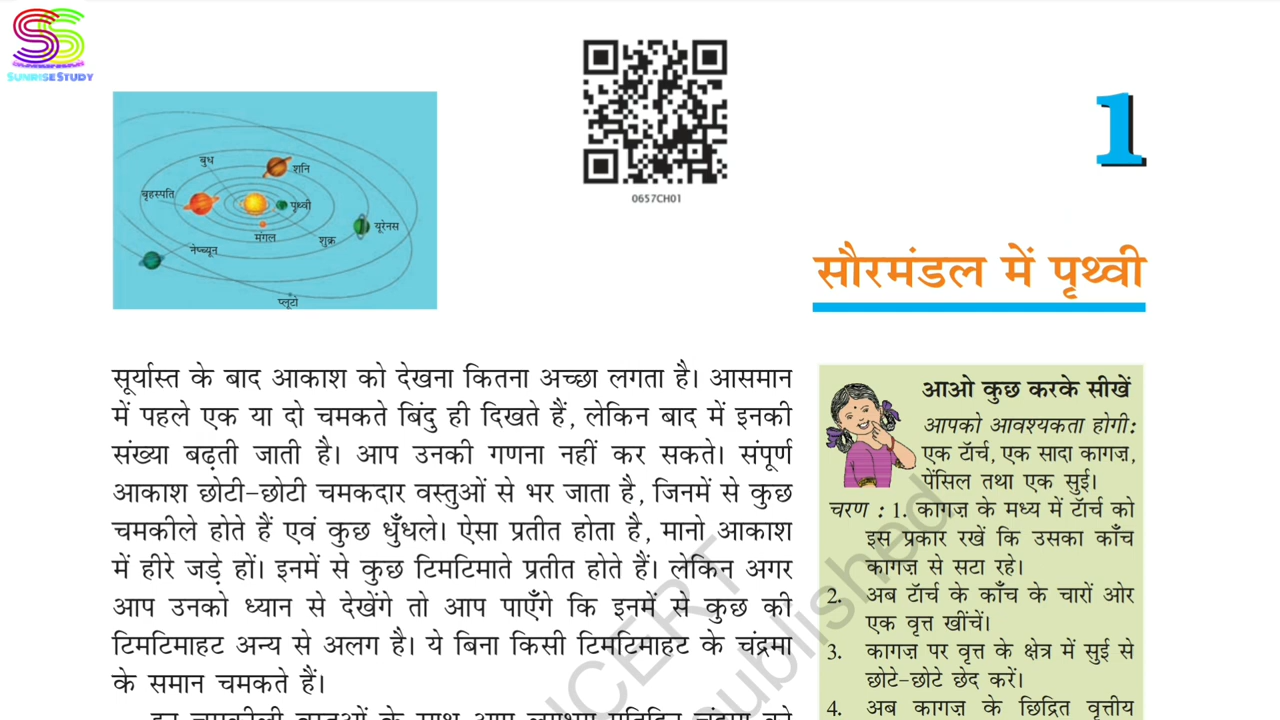 SS
SUNRISESTUDY
बुध
शनि
बृहस्पति
पृथ्वी
यूरेनस
मंगल
शुक्र
नेप्च्यून
प्लूटो
0657CH01
1
सौरमंडल में पृथ्वी
सूर्यास्त के बाद आकाश को देखना कितना अच्छा लगता है। आसमान
में पहले एक या दो चमकते बिंदु ही दिखते हैं, लेकिन बाद में इनकी
संख्या बढ़ती जाती है। आप उनकी गणना नहीं कर सकते। संपूर्ण
आकाश छोटी-छोटी चमकदार वस्तुओं से भर जाता है, जिनमें से कुछ
चमकीले होते हैं एवं कुछ धुँधले। ऐसा प्रतीत होता है, मानो आकाश
में हीरे जड़े हों। इनमें से कुछ टिमटिमाते प्रतीत होते हैं। लेकिन अगर
आप उनको ध्यान से देखेंगे तो आप पाएँगे कि इनमें से कुछ की
टिमटिमाहट अन्य से अलग है। ये बिना किसी टिमटिमाहट के चंद्रमा
के समान चमकते हैं।
आओ कुछ करके सीखें
आपको आवश्यकता होगी:
एक टॉर्च, एक सादा कागज़,
पेंसिल तथा एक सुई।
चरण : 1. कागज़ के मध्य में टॉर्च को
इस प्रकार रखें कि उसका काँच
कागज़ से सटा रहे।
2. अब टॉर्च के काँच के चारों ओर
एक वृत्त खींचें।
3. कागज़ पर वृत्त के क्षेत्र में सुई से
छोटे-छोटे छेद करें।
4. अब कागज़ के छिद्रित वृत्तीय
NCERT
published